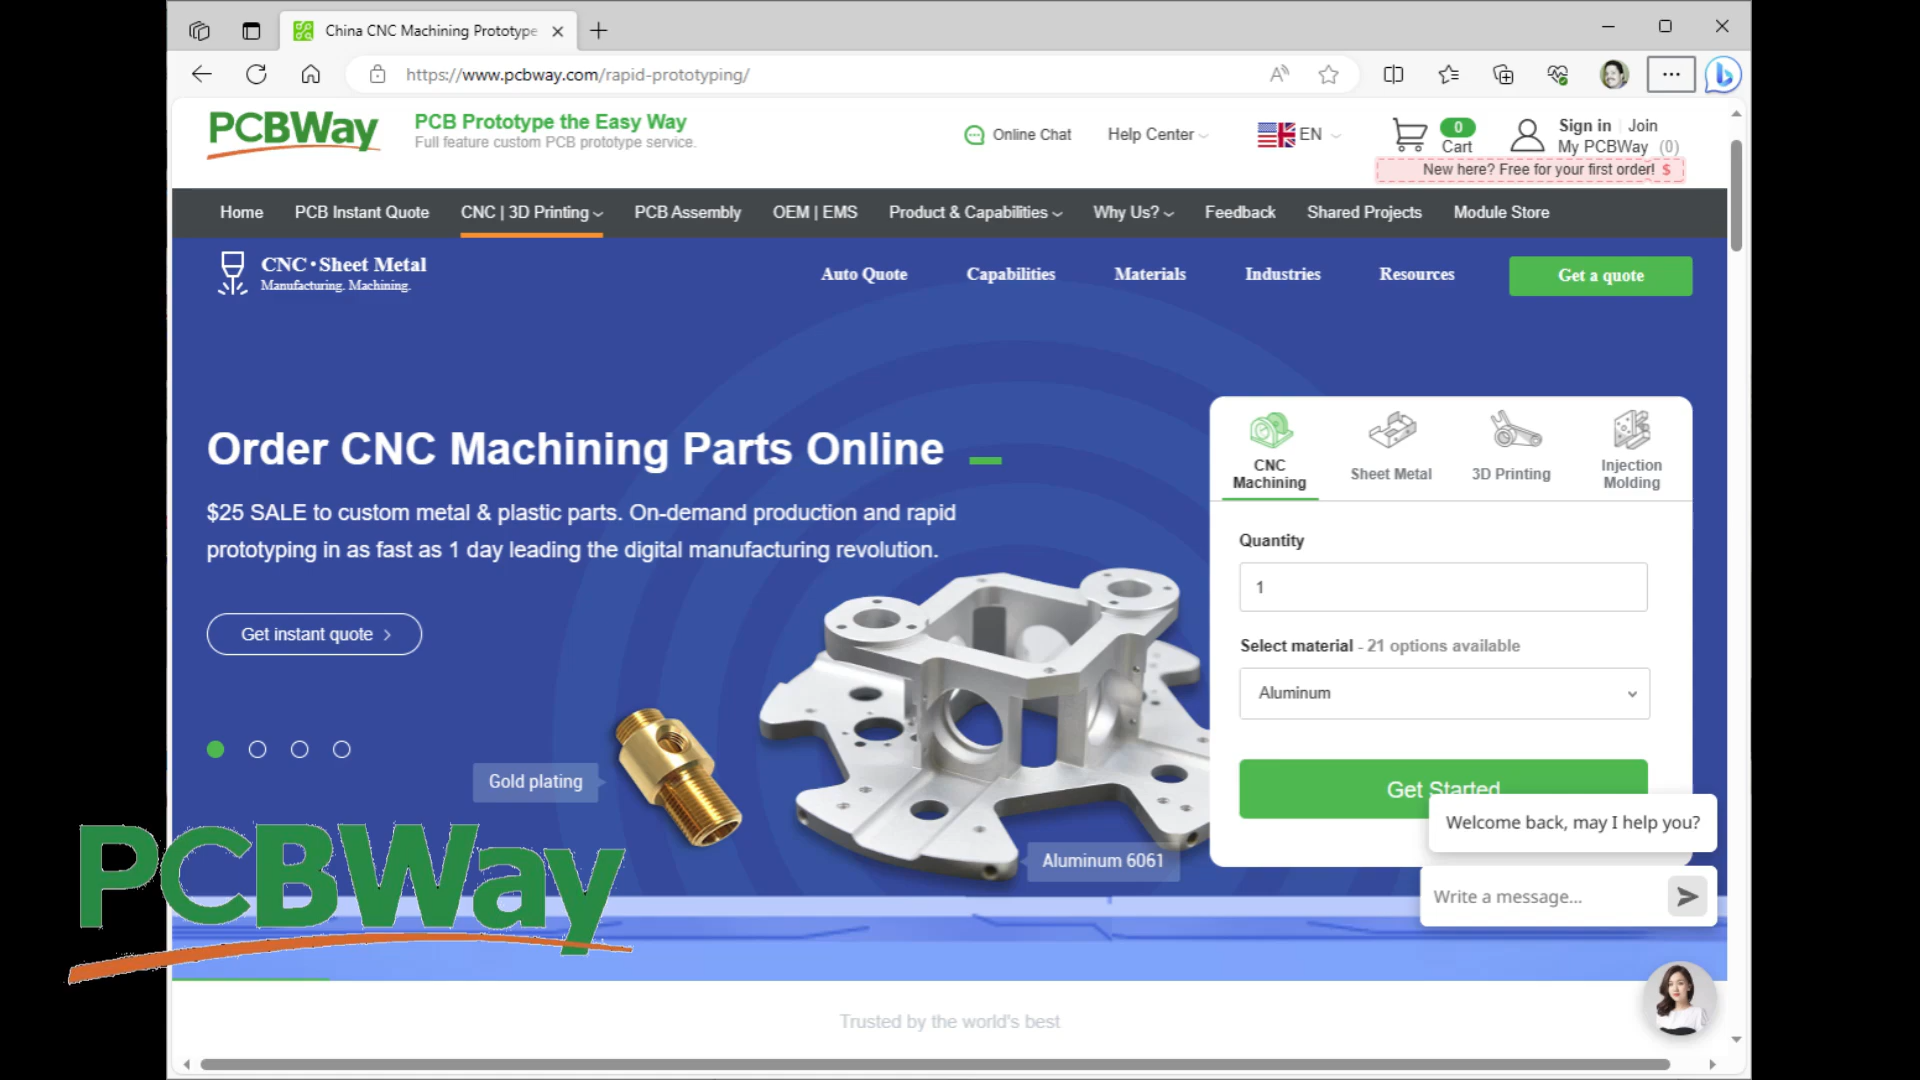 China CNC Machining Prototype
https://www.pcbway.com/rapid-prototyping/
PCBWay
PCB Prototype the Easy Way
Full feature custom PCB prototype service.
Online Chat
Help Center
EN
0
Cart
Sign in
Join
My PCBWay (0)
New here? Free for your first order! $
Home
PCB Instant Quote
CNC | 3D Printing
PCB Assembly
OEM | EMS
Product & Capabilities
Why Us?
Feedback
Shared Projects
Module Store
CNC·Sheet Metal
Manufacturing. Machining.
Auto Quote
Capabilities
Materials
Industries
Resources
Get a quote
Order CNC Machining Parts Online
$25 SALE to custom metal & plastic parts. On-demand production and rapid
prototyping in as fast as 1 day leading the digital manufacturing revolution.
Get instant quote
Gold plating
Aluminum 6061
CNC
Machining
Sheet Metal
3D Printing
Injection
Molding
Quantity
1
Select material - 21 options available
Aluminum
Get Started
Welcome back, may I help you?
Write a message...
PCBWay
Trusted by the world's best